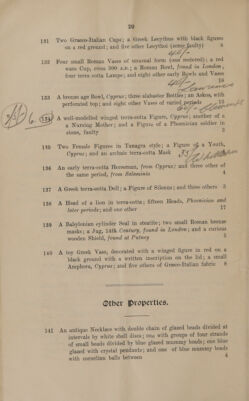 29
131 Two Græco-Italian Cups; a Greek Lecythus with black figures
on a red ground; and five other Lecythoi (some faulty) 8
132 Four small Roman Vases of unusual form (one restored); a red
ware Cup, circa 300 A.D.; a Roman Bowl, found in London;
four terra-cotta Lamps; and eight other early Bowls and Vases
18
133 A bronze age Bowl, Cyprus; three alabaster Bottles; an Askos, with
perforated top; and eight other Vases of varied periods
134 A well-modelled winged terra-cotta Figure, Cyprus; another of a
Nursing Mother; and a Figure of a Phœnician soldier in
stone, faulty 5
135 Two Female Figures in Tanagra style; a Figure of a Youth,
Cyprus; and an archaic terra-cotta Mask
136 An early terra-cotta Horseman, from Cyprus; and three other of
the same period, from Salaminia 4
137 A Greek terra-cotta Doll; a Figure of Silenus; and three others 5
138 A Head of a lion in terra-cotta; fifteen Heads, Phœnician and
later periods; and one other 17
139 A Babylonian cylinder Seal in steatite; two small Roman bronze
masks; a Jug, 14th Century, found in London; and a curious
wooden Shield, found at Putney 5
140 A toy Greek Vase, decorated with a winged figure in red on a
black ground with a written inscription on the lid; a small
Amphora, Cyprus; and five others of Græco-Italian fabric 8
Other Properties.
141 An antique Necklace with double chain of glazed beads divided at
intervals by white shell discs; one with groups of four strands
of small beads divided by blue glazed mummy beads; one blue
glazed with crystal pendants; and one of blue mummy beads
with cornelian balls between 4